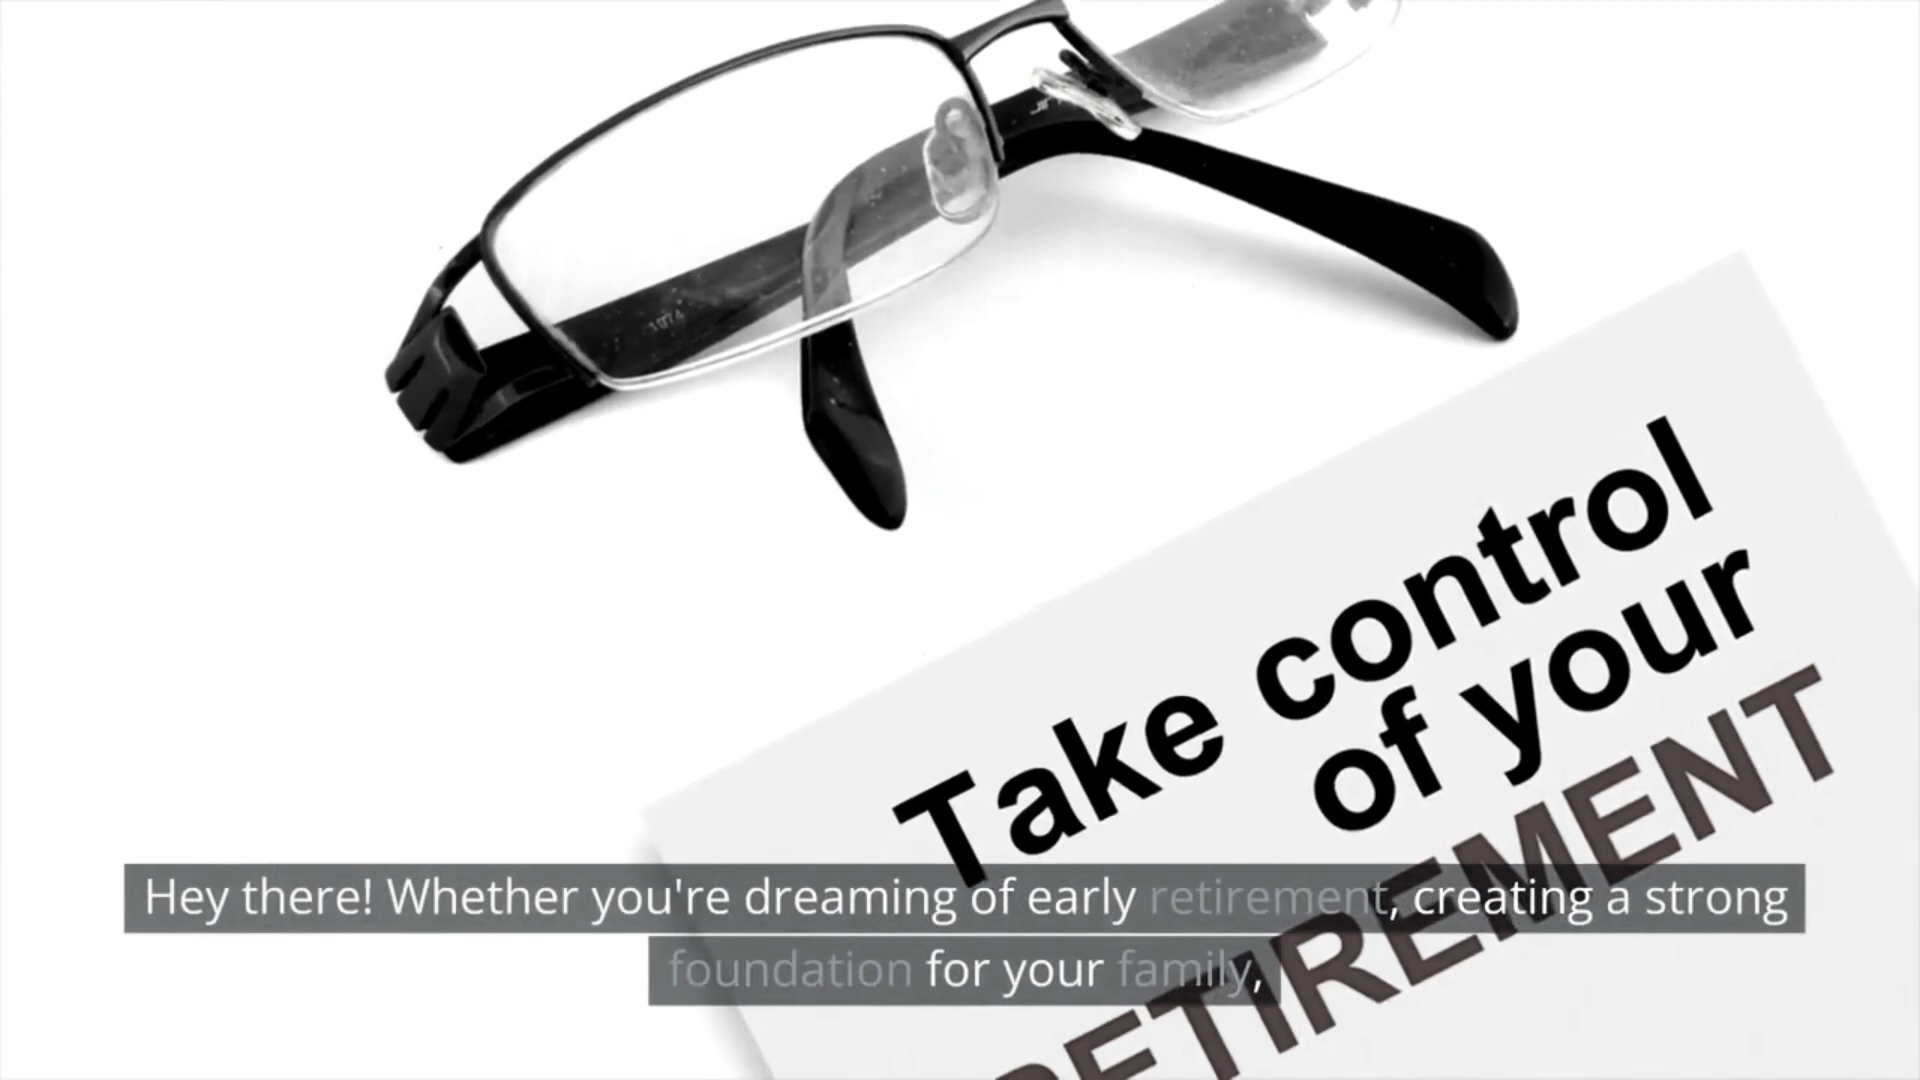 1074
Take control
of your
RETIREMENT
Hey there! Whether you're dreaming of early retirement, creating a strong
foundation for your family,